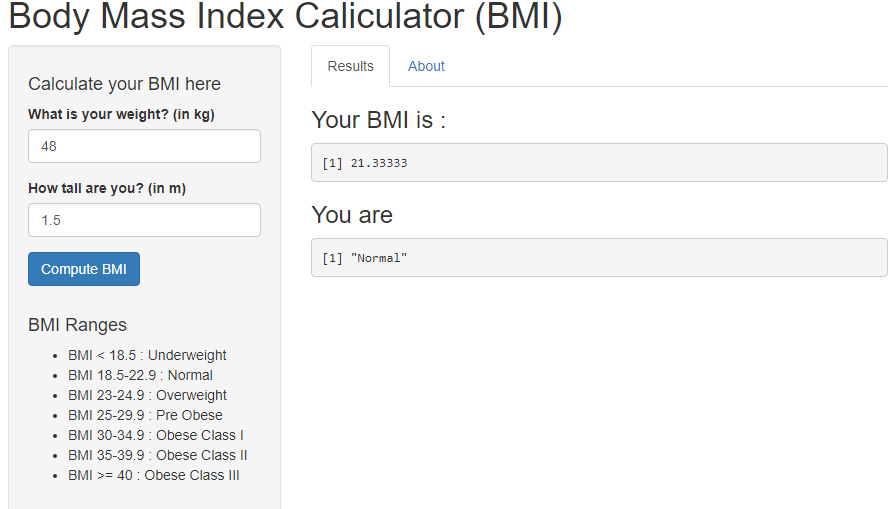 Body Mass Index Caliculator (BMI)
Calculate your BMI here
What is your weight? (in kg)
48
How tall are you? (in m)
1.5
Compute BMI
BMI Ranges
• BMI < 18.5 : Underweight
• BMI 18.5-22.9 : Normal
• BMI 23-24.9 : Overweight
• BMI 25-29.9 : Pre Obese
• BMI 30-34.9 : Obese Class I
• BMI 35-39.9 : Obese Class II
• BMI >= 40 : Obese Class III
Results About
Your BMI is :
[1] 21.33333
You are
[1] "Normal"